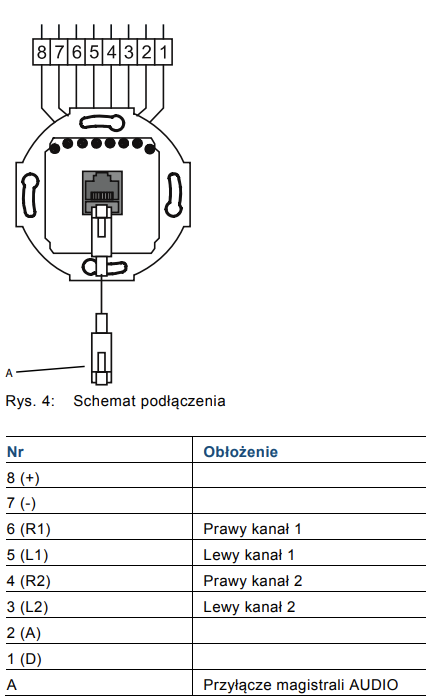 8 7 6 5 4 3 2 1
A
Rys. 4: Schemat podłączenia
Nr Obłożenie
8 (+)
7 (-)
6 (R1) Prawy kanał 1
5 (L1) Lewy kanał 1
4 (R2) Prawy kanał 2
3 (L2) Lewy kanał 2
2 (A)
1 (D)
A Przyłącze magistrali AUDIO